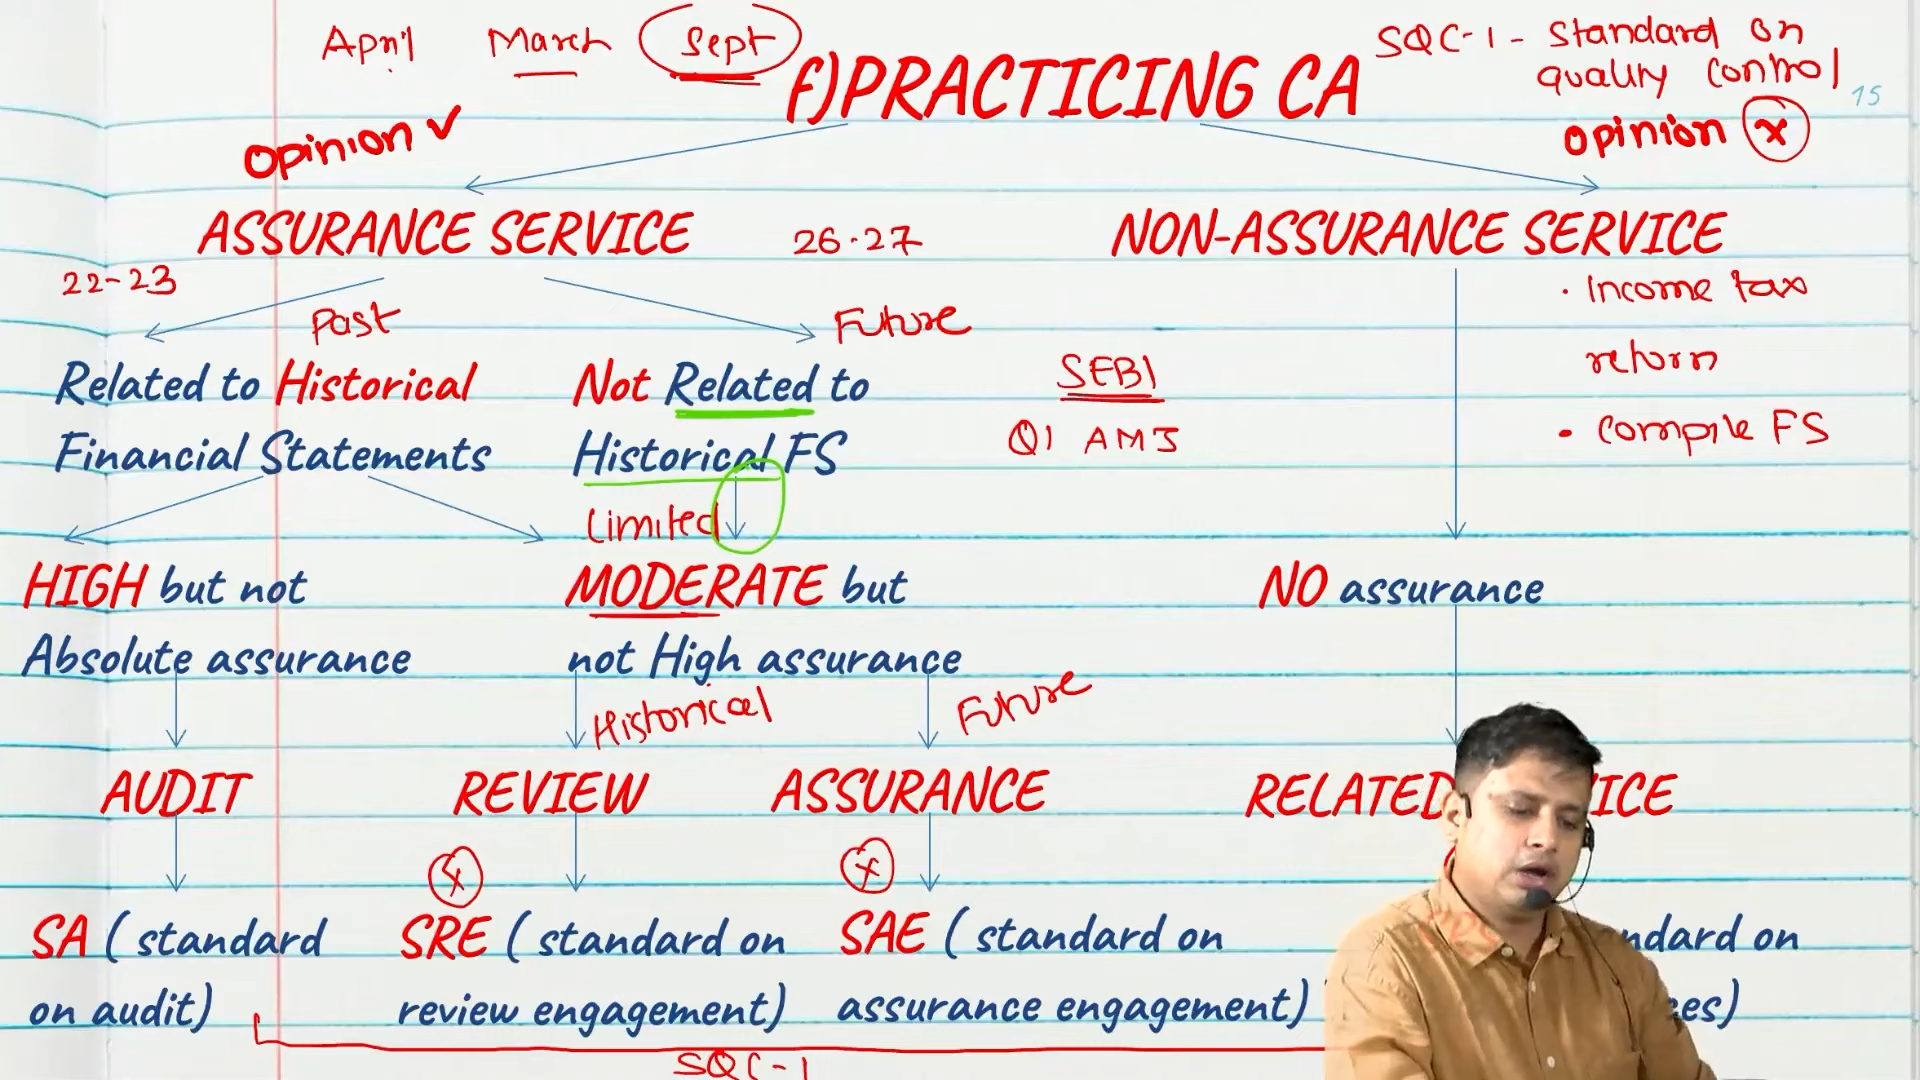 April March Sept
f)PRACTICING CA
SQC-1 - Standard on
quality control
15
Opinion ✓
Opinion x
ASSURANCE SERVICE
26-27
NON-ASSURANCE SERVICE
22-23
Past
Future
• Income tax
return
• Compile FS
Related to Historical
Financial Statements
Not Related to
Historical FS
SEBI
Q1 AMJ
Limited
HIGH but not
Absolute assurance
MODERATE but
not High assurance
NO assurance
Historical
Future
AUDIT
REVIEW
ASSURANCE
RELATED
SA (standard
on audit)
SRE (standard on
review engagement)
SAE (standard on
assurance engagement)
on
SQC-1